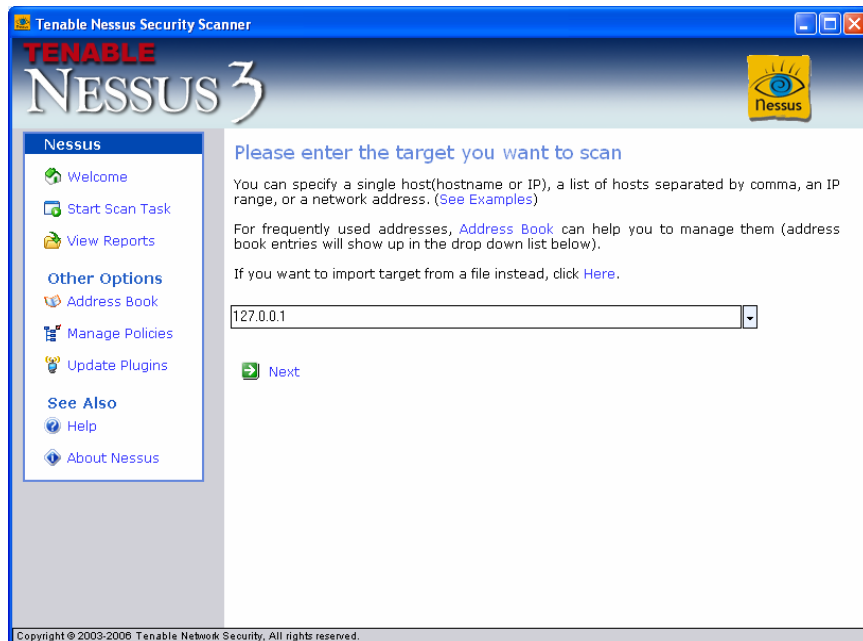 Tenable Nessus Security Scanner
TENABLE
NESSUS 3
Nessus
Nessus
Welcome
Start Scan Task
View Reports
Other Options
Address Book
Manage Policies
Update Plugins
See Also
Help
About Nessus
Please enter the target you want to scan
You can specify a single host(hostname or IP), a list of hosts separated by comma, an IP
range, or a network address. (See Examples)
For frequently used addresses, Address Book can help you to manage them (address
book entries will show up in the drop down list below).
If you want to import target from a file instead, click Here.
127.0.0.1
Next
Copyright © 2003-2006 Tenable Network Security, All rights reserved.